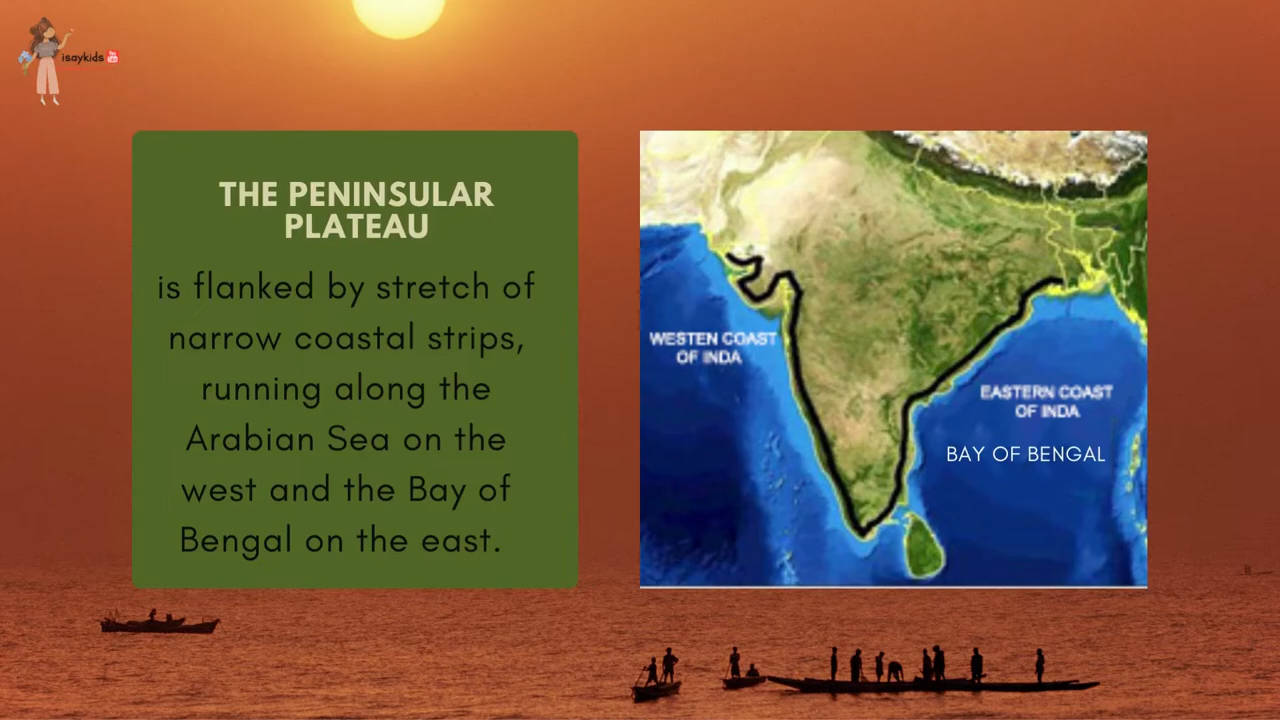 isaykids
THE PENINSULAR
PLATEAU
is flanked by stretch of
narrow coastal strips,
running along the
Arabian Sea on the
west and the Bay of
Bengal on the east.
WESTEN COAST
OF INDA
EASTERN COAST
OF INDA
BAY OF BENGAL